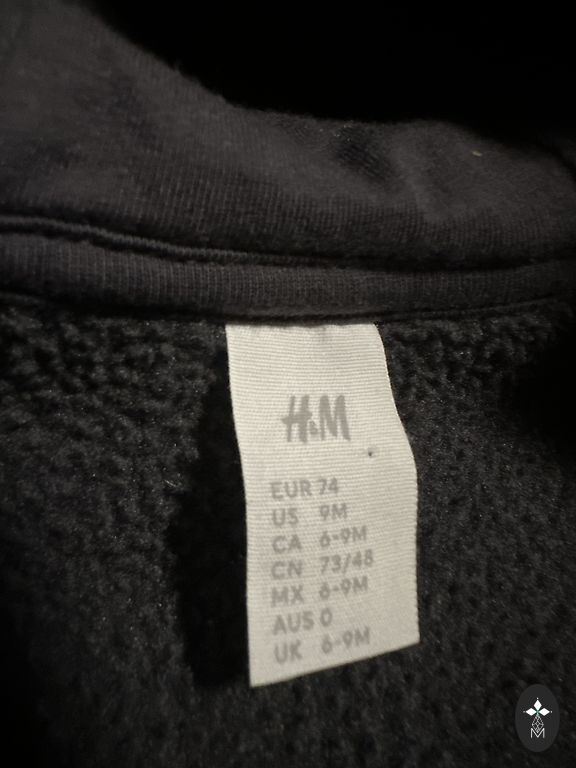 H&M
EUR 74
US 9M
CA 6-9M
CN 73/48
MX 6-9M
AUS 0
UK 6-9M
M